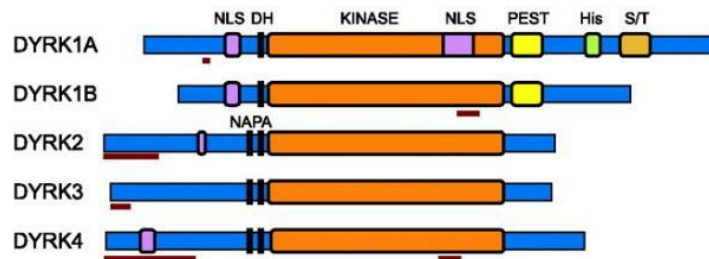 NLS DH KINASE NLS PEST His S/T
DYRK1A
DYRK1B
NAPA
DYRK2
DYRK3
DYRK4